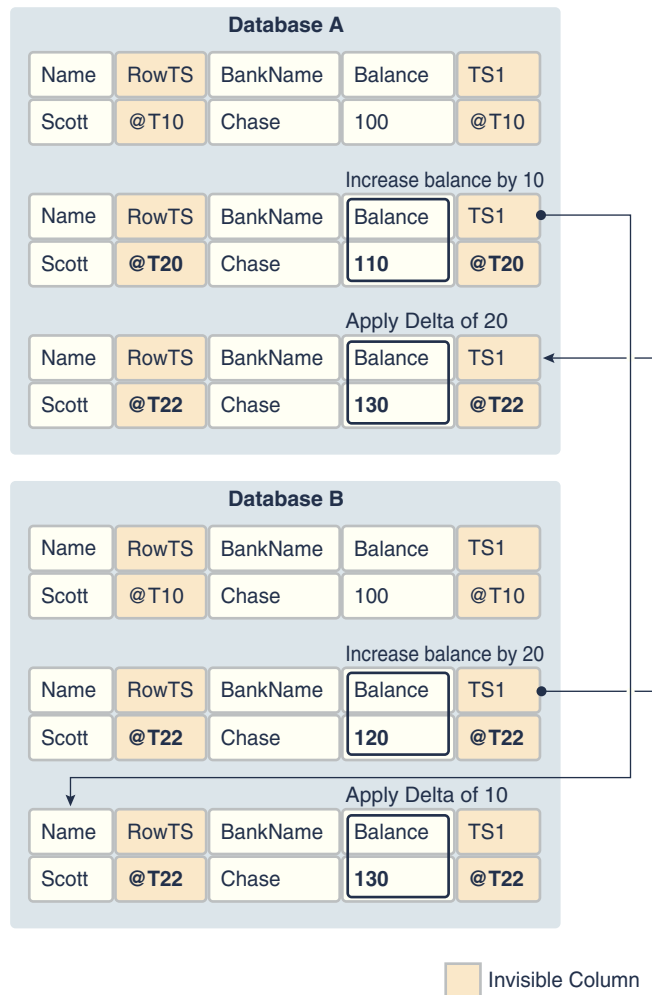 Database A
Name RowTS BankName Balance TS1
Scott @T10 Chase 100 @T10
Increase balance by 10
Name RowTS BankName Balance TS1
Scott @T20 Chase 110 @T20
Apply Delta of 20
Name RowTS BankName Balance TS1
Scott @T22 Chase 130 @T22
Database B
Name RowTS BankName Balance TS1
Scott @T10 Chase 100 @T10
Increase balance by 20
Name RowTS BankName Balance TS1
Scott @T22 Chase 120 @T22
Apply Delta of 10
Name RowTS BankName Balance TS1
Scott @T22 Chase 130 @T22
Invisible Column